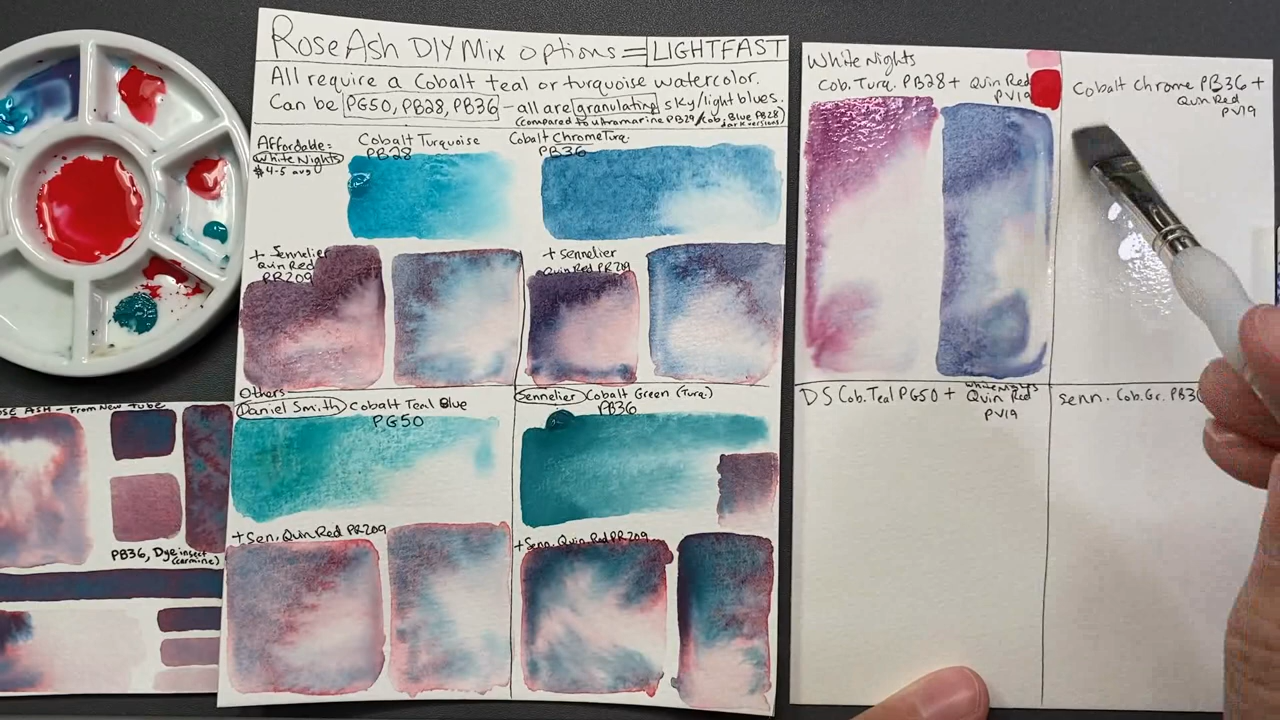 Rose Ash DIY Mix options = LIGHTFAST
All require a Cobalt teal or turquoise watercolor.
Can be PG50, PB28, PB36 - all are granulating sky/light blues.
(compared to ultramarine PB29/cob. Blue PB28)
dark versions
Affordable:
White Nights
$4-5 avg
Cobalt Turquoise
PB28
Cobalt Chrome Turq.
PB36
+ Sennelier
Quin Red
PR209
+ Sennelier
Quin Red PR209
Others
Daniel Smith Cobalt Teal Blue
PG50
Sennelier Cobalt Green (Turq.)
PB36
+ Sen. Quin Red PR209
+ Senn. Quin Red PR209
White Nights
Cob. Turq. PB28 + Quin Red
PV19
Cobalt Chrome PB36 +
Quin Red
PV19
DS Cob. Teal PG50 + White Nights
Quin Red
PV19
Senn. Cob. Gr. PB3
OSE ASH - From New Tube
PB36, Dye insect
(carmine)